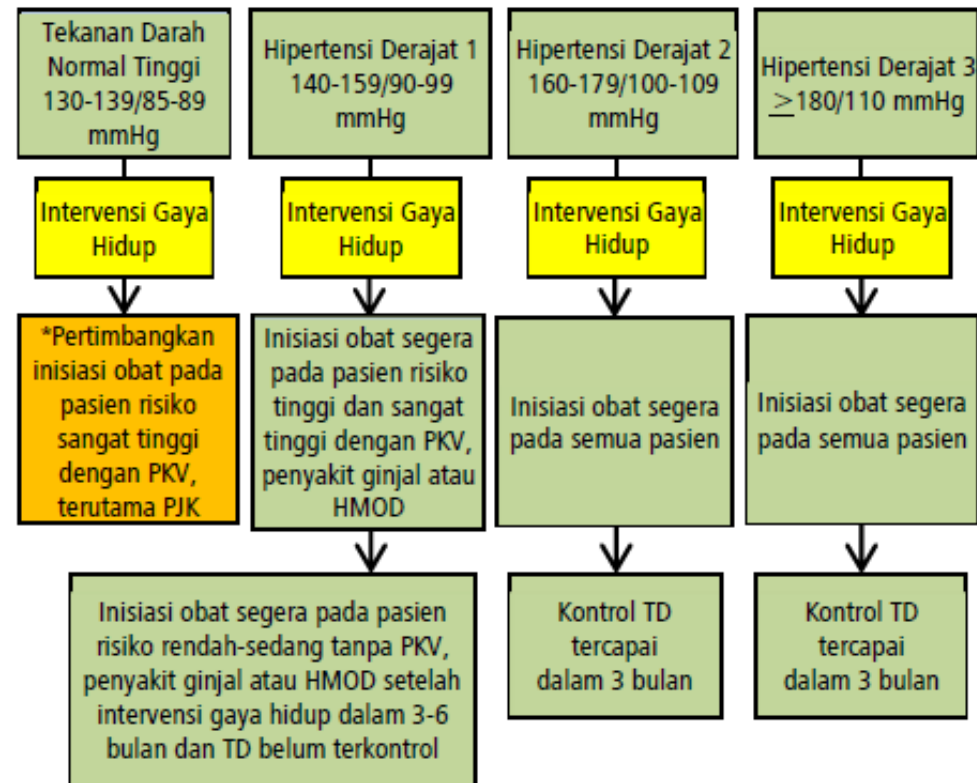 Tekanan Darah
Normal Tinggi
130-139/85-89
mmHg
Hipertensi Derajat 1
140-159/90-99
mmHg
Hipertensi Derajat 2
160-179/100-109
mmHg
Hipertensi Derajat 3
≥180/110 mmHg
Intervensi Gaya
Hidup
Intervensi Gaya
Hidup
Intervensi Gaya
Hidup
Intervensi Gaya
Hidup
*Pertimbangkan
inisiasi obat pada
pasien risiko
sangat tinggi
dengan PKV,
terutama PJK
Inisiasi obat segera
pada pasien risiko
tinggi dan sangat
tinggi dengan PKV,
penyakit ginjal atau
HMOD
Inisiasi obat segera
pada semua pasien
Inisiasi obat segera
pada semua pasien
Inisiasi obat segera pada pasien
risiko rendah-sedang tanpa PKV,
penyakit ginjal atau HMOD setelah
intervensi gaya hidup dalam 3-6
bulan dan TD belum terkontrol
Kontrol TD
tercapai
dalam 3 bulan
Kontrol TD
tercapai
dalam 3 bulan